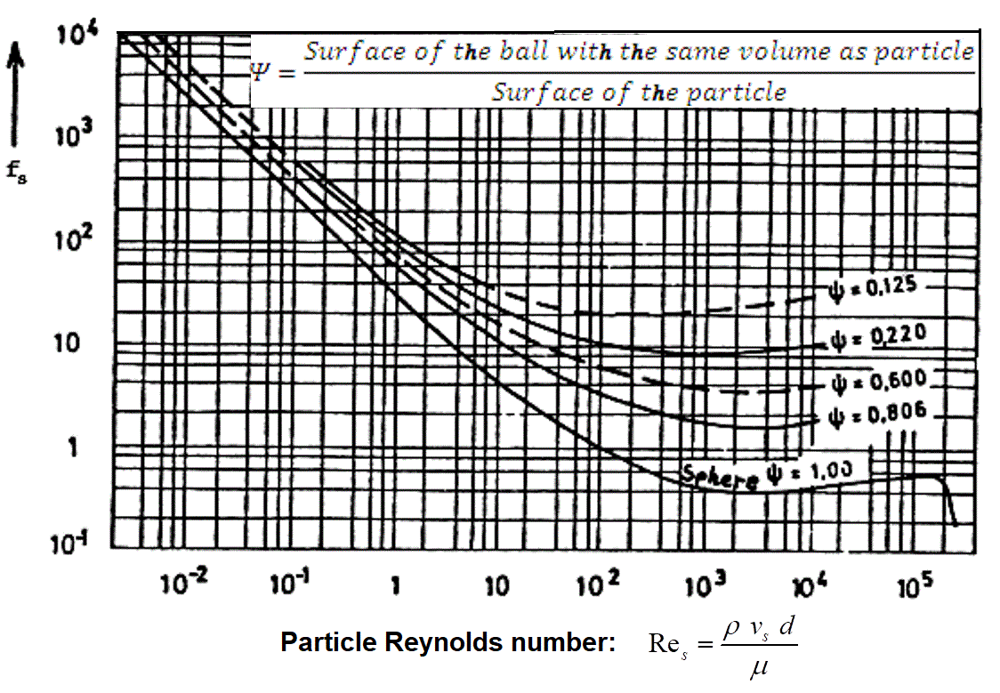 10⁴
Ψ = Surface of the ball with the same volume as particle
Surface of the particle
10³
fₛ
10²
ψ = 0,125
10
ψ = 0,220
ψ = 0,600
ψ = 0,806
1
Sphere ψ = 1,00
10⁻¹
10⁻² 10⁻¹ 1 10 10² 10³ 10⁴ 10⁵
Particle Reynolds number: Reₛ = ρ vₛ d / μ